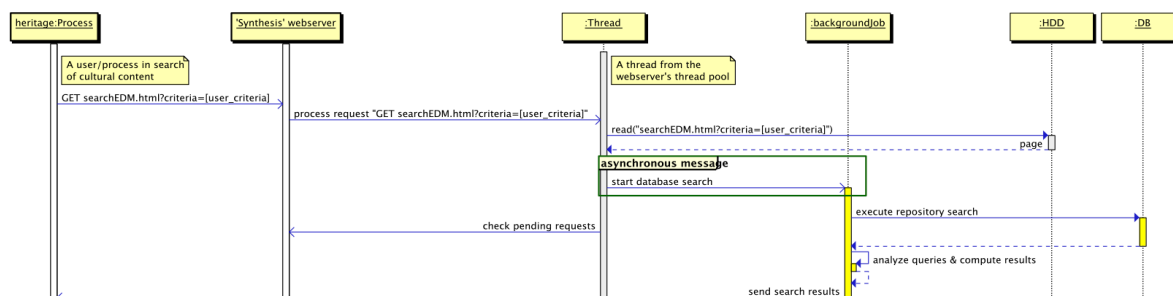 heritage:Process
'Synthesis' webserver
:Thread
:backgroundJob
:HDD
:DB
A user/process in search
of cultural content
A thread from the
webserver's thread pool
GET searchEDM.html?criteria=[user_criteria]
process request "GET searchEDM.html?criteria=[user_criteria]"
read("searchEDM.html?criteria=[user_criteria]")
page
asynchronous message
start database search
execute repository search
check pending requests
analyze queries & compute results
send search results